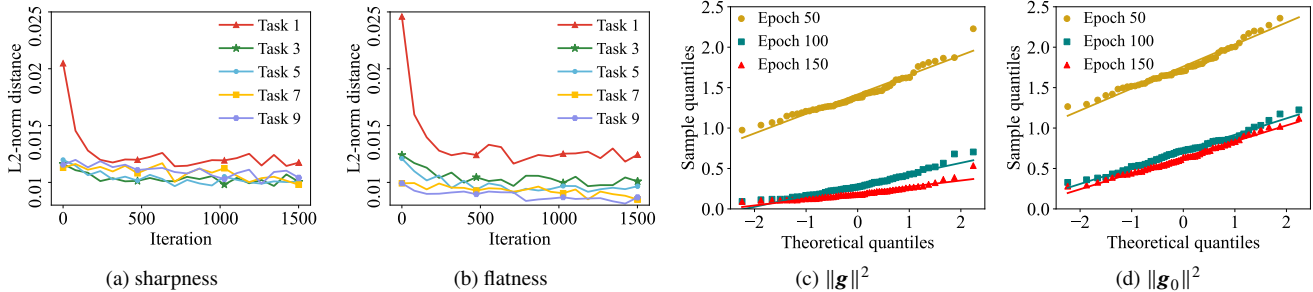 L2-norm distance
0.025
0.02
0.015
0.01
Task 1
Task 3
Task 5
Task 7
Task 9
0
500
1000
1500
Iteration
(a) sharpness
L2-norm distance
0.025
0.02
0.015
0.01
Task 1
Task 3
Task 5
Task 7
Task 9
0
500
1000
1500
Iteration
(b) flatness
Sample quantiles
2.5
2.0
1.5
1.0
0.5
0.0
Epoch 50
Epoch 100
Epoch 150
−2
−1
0
1
2
Theoretical quantiles
(c) ‖g‖²
Sample quantiles
2.5
2.0
1.5
1.0
0.5
0.0
Epoch 50
Epoch 100
Epoch 150
−2
−1
0
1
2
Theoretical quantiles
(d) ‖g₀‖²